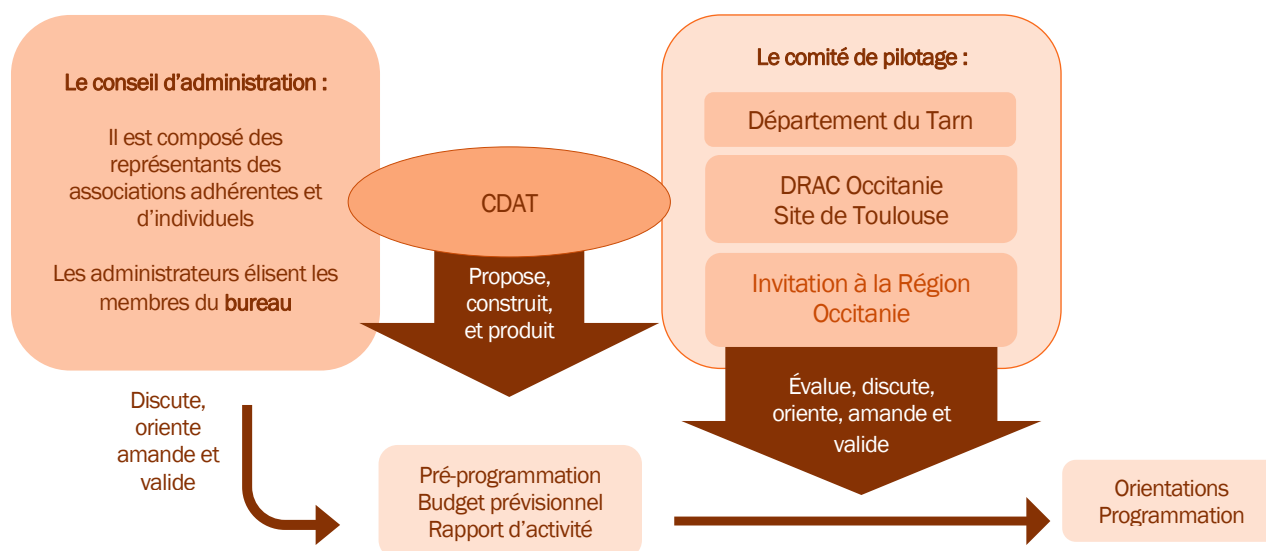 Le conseil d'administration :
Il est composé des
représentants des
associations adhérentes et
d'individuels
Les administrateurs élisent les
membres du bureau
CDAT
Propose,
construit,
et produit
Le comité de pilotage :
Département du Tarn
DRAC Occitanie
Site de Toulouse
Invitation à la Région
Occitanie
Évalue, discute,
oriente, amande et
valide
Discute,
oriente
amande et
valide
Pré-programmation
Budget prévisionnel
Rapport d'activité
Orientations
Programmation